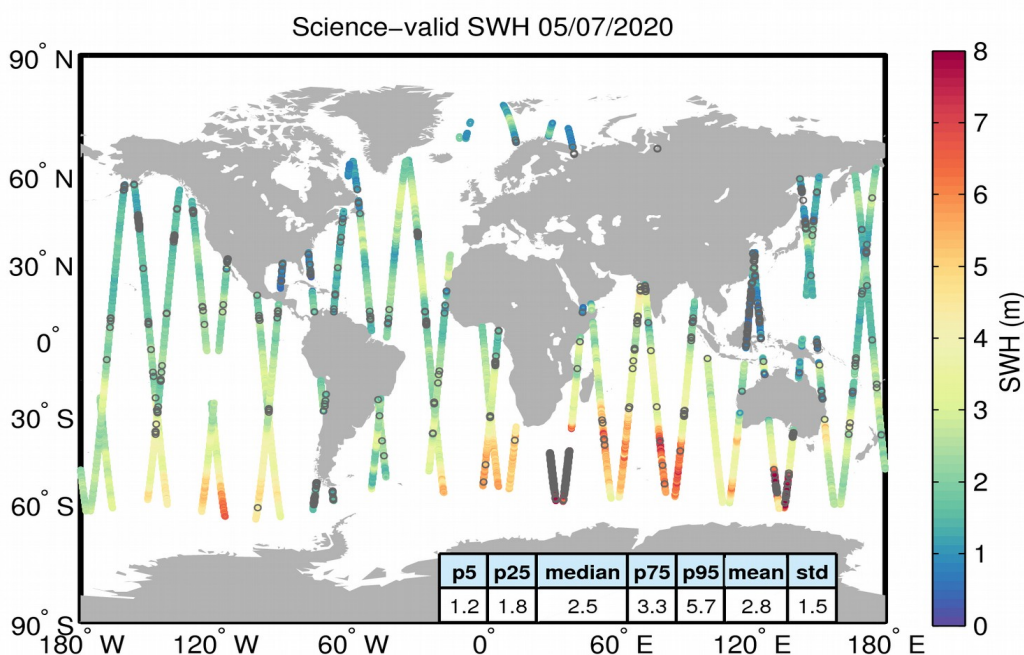 Science−valid SWH 05/07/2020
90° N
60° N
30° N
0°
30° S
60° S
90° S
180° W
120° W
60° W
0°
60° E
120° E
180° E
p5 p25 median p75 p95 mean std
1.2 1.8 2.5 3.3 5.7 2.8 1.5
8
7
6
5
4
3
2
1
0
SWH (m)